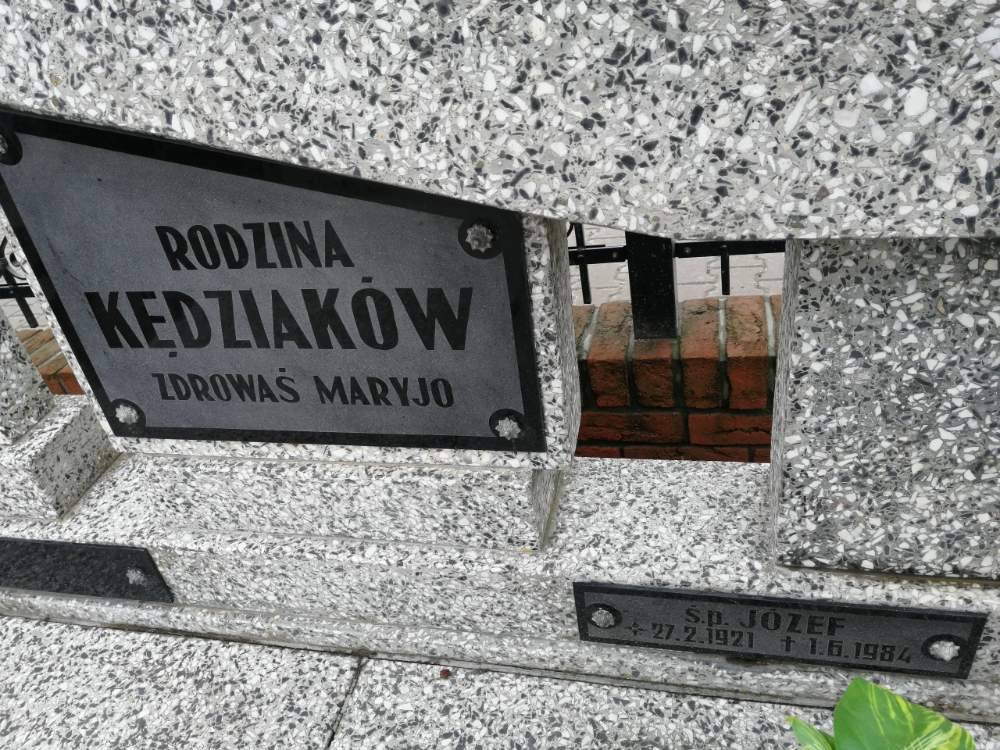 RODZINA
KĘDZIAKÓW
ZDROWAŚ MARYJO
Ś.p. JÓZEF
27.2.1921 † 1.6.1984